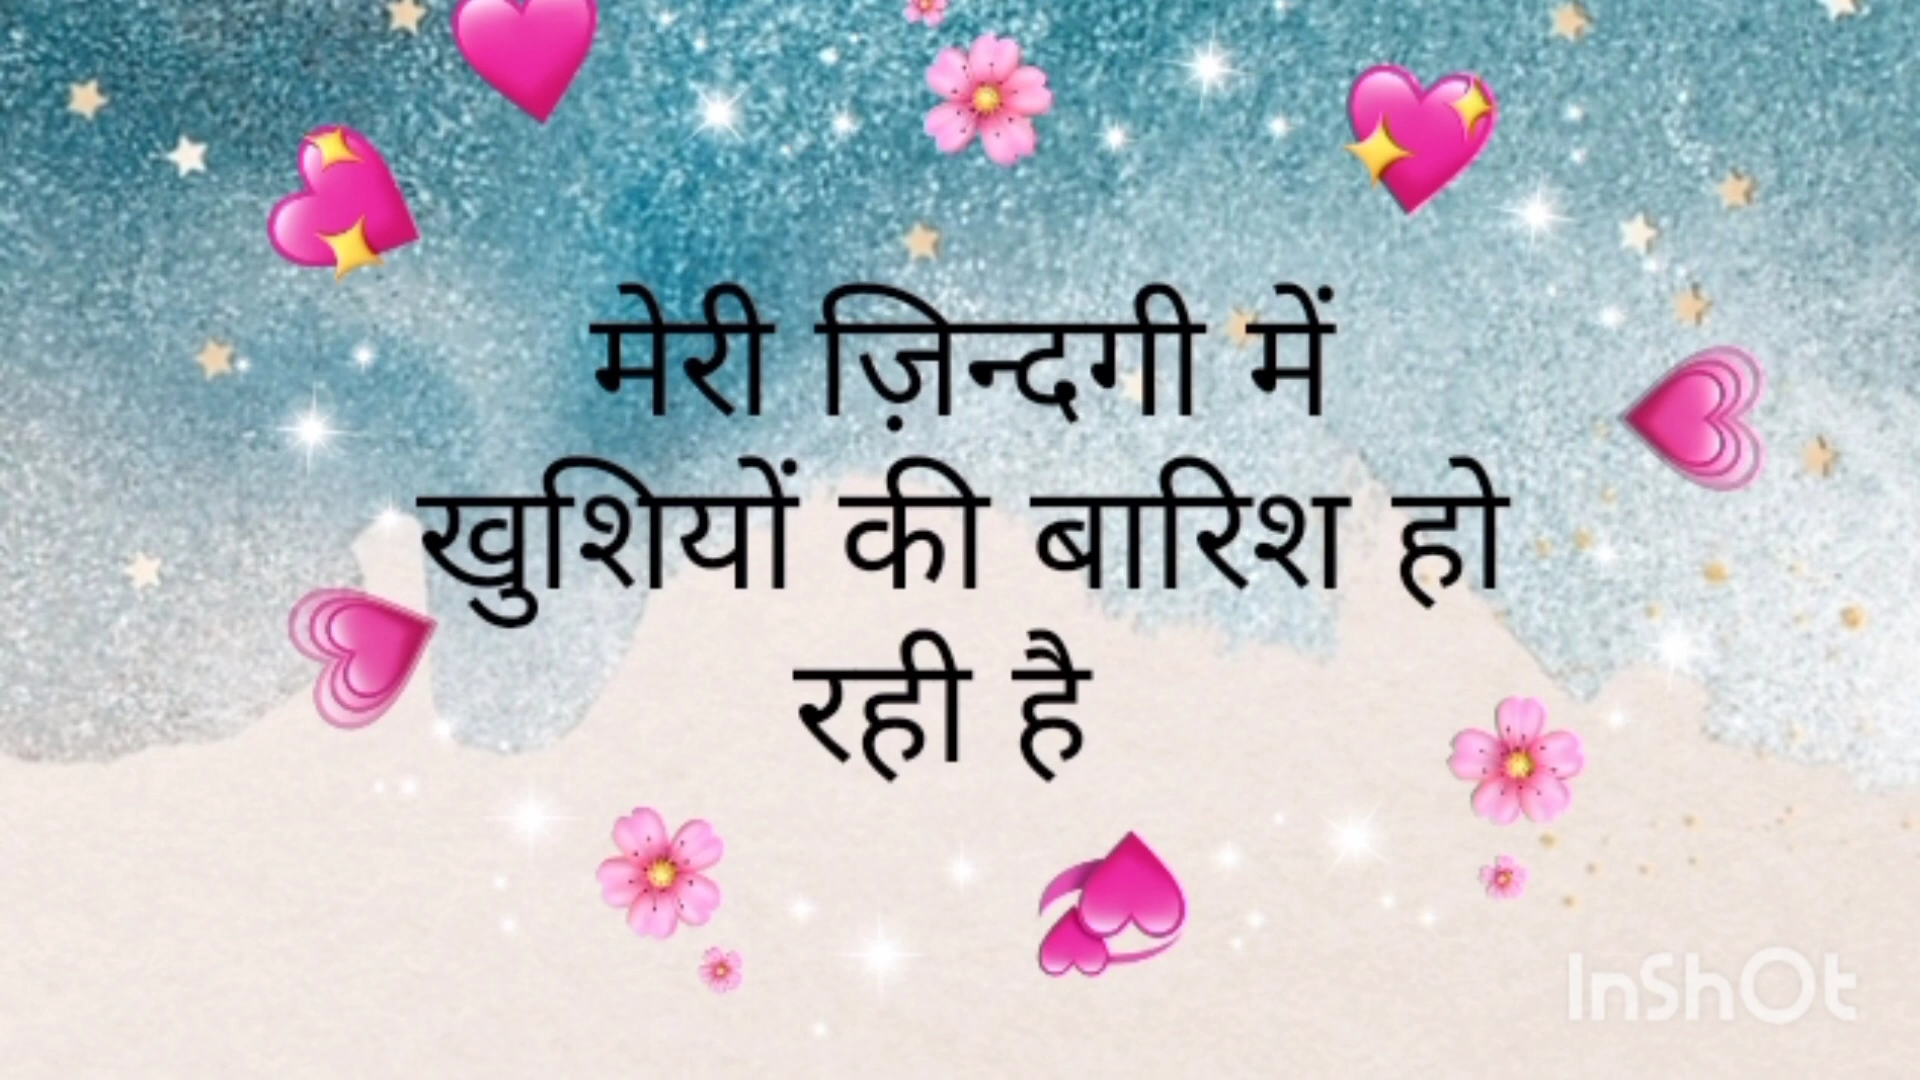 मेरी ज़िन्दगी में
खुशियों की बारिश हो
रही है
InShOt